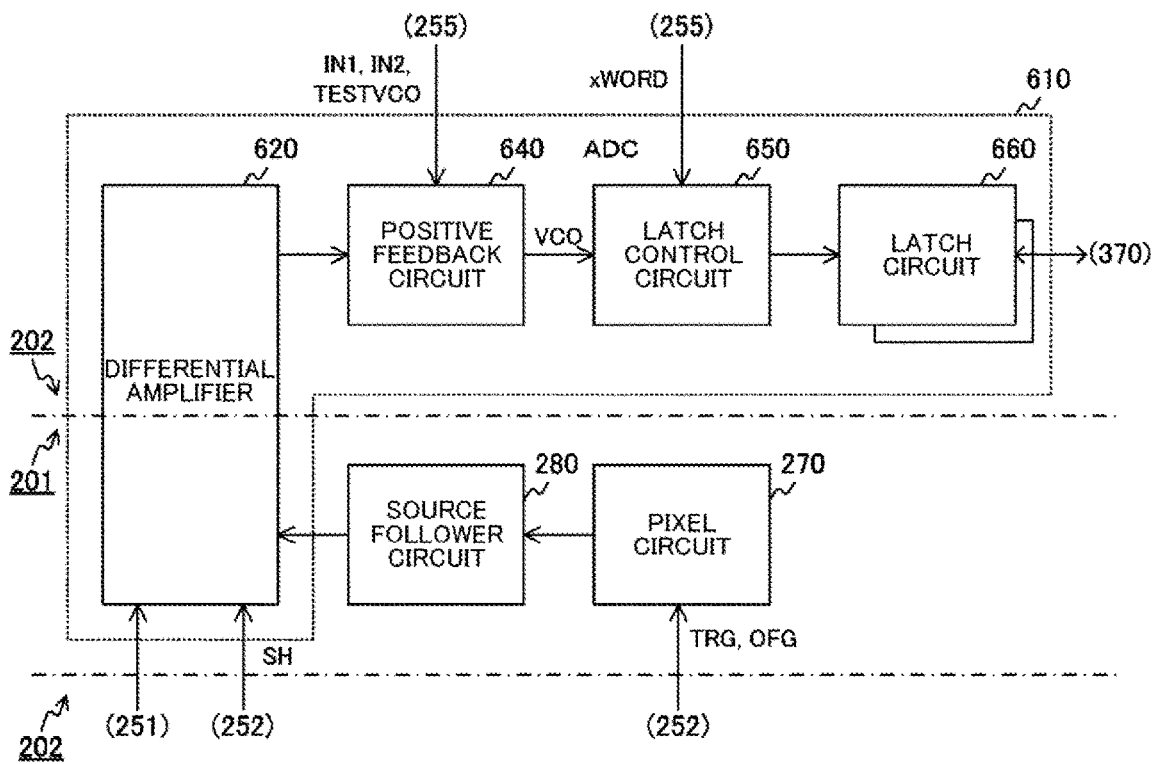 (255)
(255)
IN1, IN2,
TESTVCO
xWORD
610
620
640
ADC
650
660
POSITIVE
FEEDBACK
CIRCUIT
VCO
LATCH
CONTROL
CIRCUIT
LATCH
CIRCUIT
(370)
202
DIFFERENTIAL
AMPLIFIER
201
280
270
SOURCE
FOLLOWER
CIRCUIT
PIXEL
CIRCUIT
SH
TRG, OFG
(251)
(252)
(252)
202